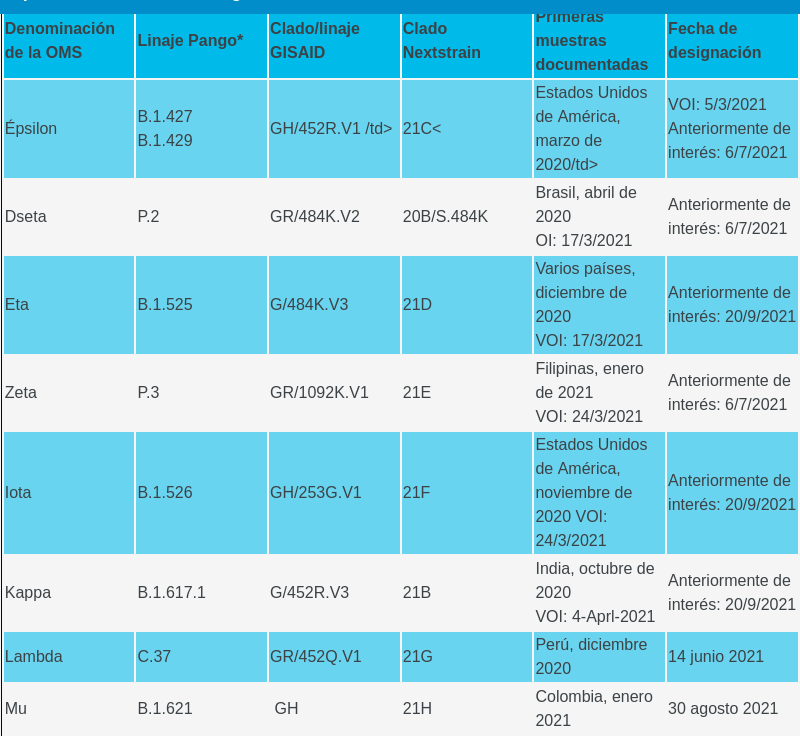 Denominación
de la OMS
Linaje Pango*
Clado/linaje
GISAID
Clado
Nextstrain
Primeras
muestras
documentadas
Fecha de
designación
Épsilon
B.1.427
B.1.429
GH/452R.V1 /td>
21C<
Estados Unidos
de América,
marzo de
2020/td>
VOI: 5/3/2021
Anteriormente de
interés: 6/7/2021
Dseta
P.2
GR/484K.V2
20B/S.484K
Brasil, abril de
2020
OI: 17/3/2021
Anteriormente de
interés: 6/7/2021
Eta
B.1.525
G/484K.V3
21D
Varios países,
diciembre de
2020
VOI: 17/3/2021
Anteriormente de
interés: 20/9/2021
Zeta
P.3
GR/1092K.V1
21E
Filipinas, enero
de 2021
VOI: 24/3/2021
Anteriormente de
interés: 6/7/2021
Iota
B.1.526
GH/253G.V1
21F
Estados Unidos
de América,
noviembre de
2020 VOI:
24/3/2021
Anteriormente de
interés: 20/9/2021
Kappa
B.1.617.1
G/452R.V3
21B
India, octubre de
2020
VOI: 4-Aprl-2021
Anteriormente de
interés: 20/9/2021
Lambda
C.37
GR/452Q.V1
21G
Perú, diciembre
2020
14 junio 2021
Mu
B.1.621
GH
21H
Colombia, enero
2021
30 agosto 2021